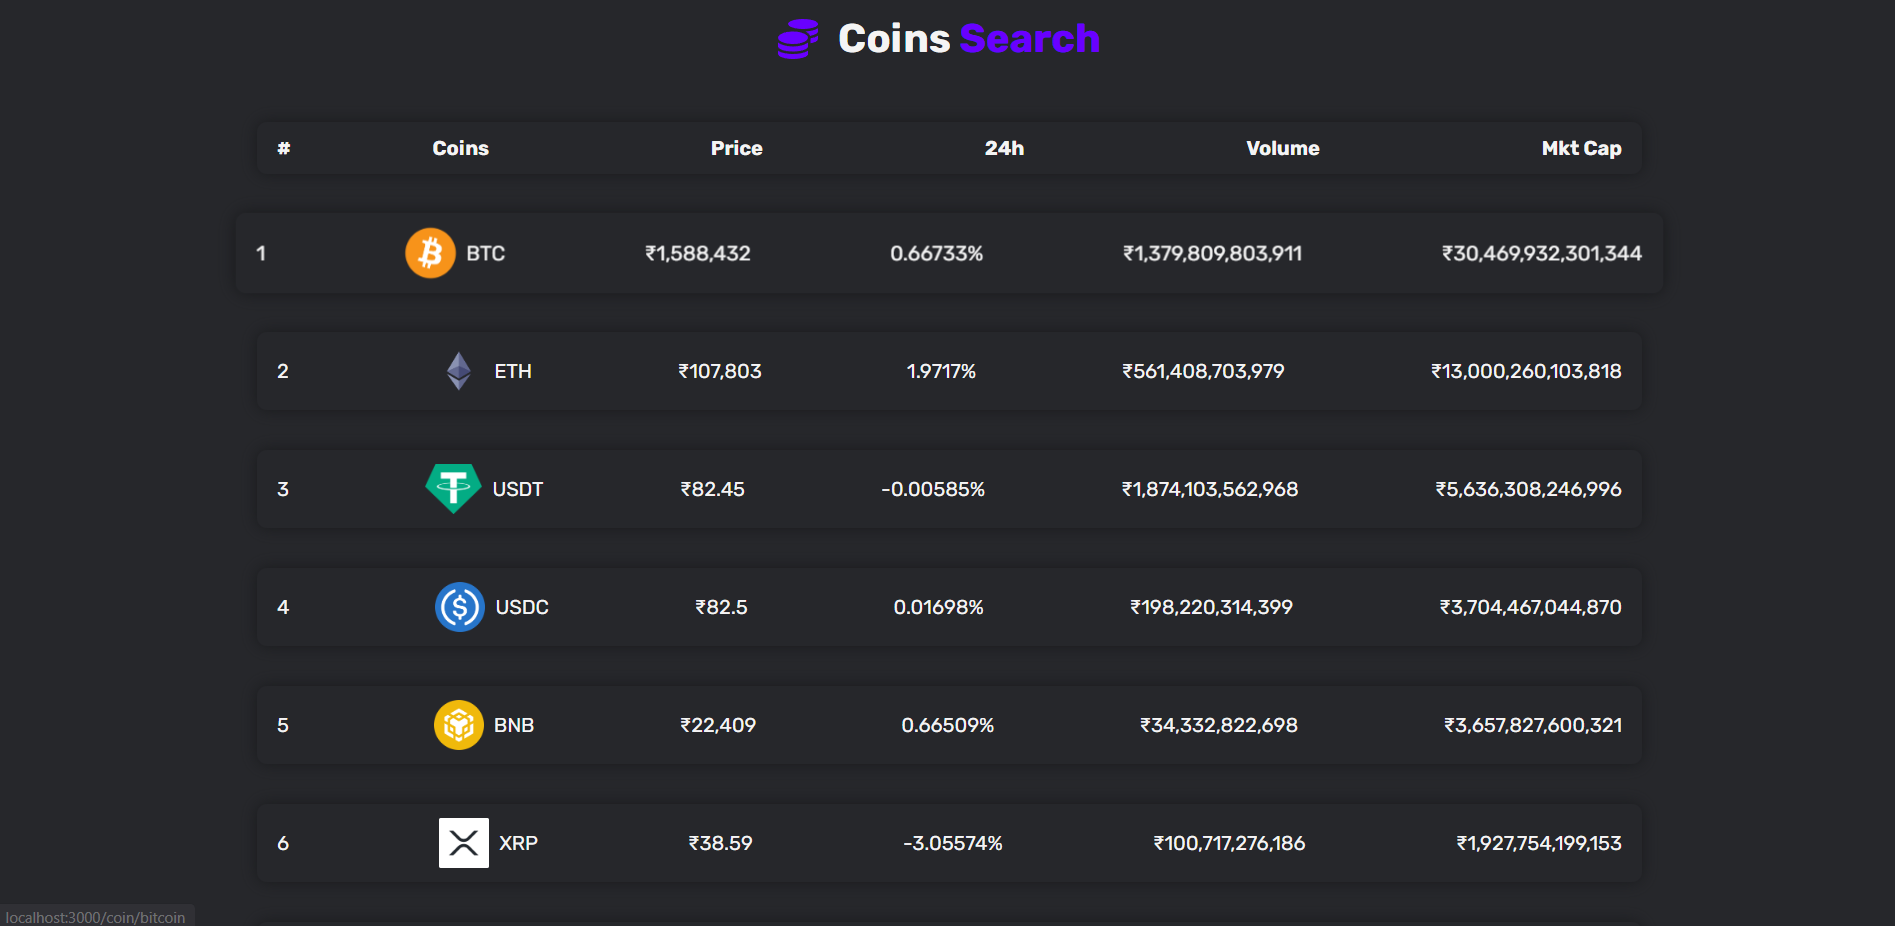 Coins Search
# Coins Price 24h Volume Mkt Cap
1 BTC ₹1,588,432 0.66733% ₹1,379,809,803,911 ₹30,469,932,301,344
2 ETH ₹107,803 1.9717% ₹561,408,703,979 ₹13,000,260,103,818
3 USDT ₹82.45 -0.00585% ₹1,874,103,562,968 ₹5,636,308,246,996
4 USDC ₹82.5 0.01698% ₹198,220,314,399 ₹3,704,467,044,870
5 BNB ₹22,409 0.66509% ₹34,332,822,698 ₹3,657,827,600,321
6 XRP ₹38.59 -3.05574% ₹100,717,276,186 ₹1,927,754,199,153
localhost:3000/coin/bitcoin